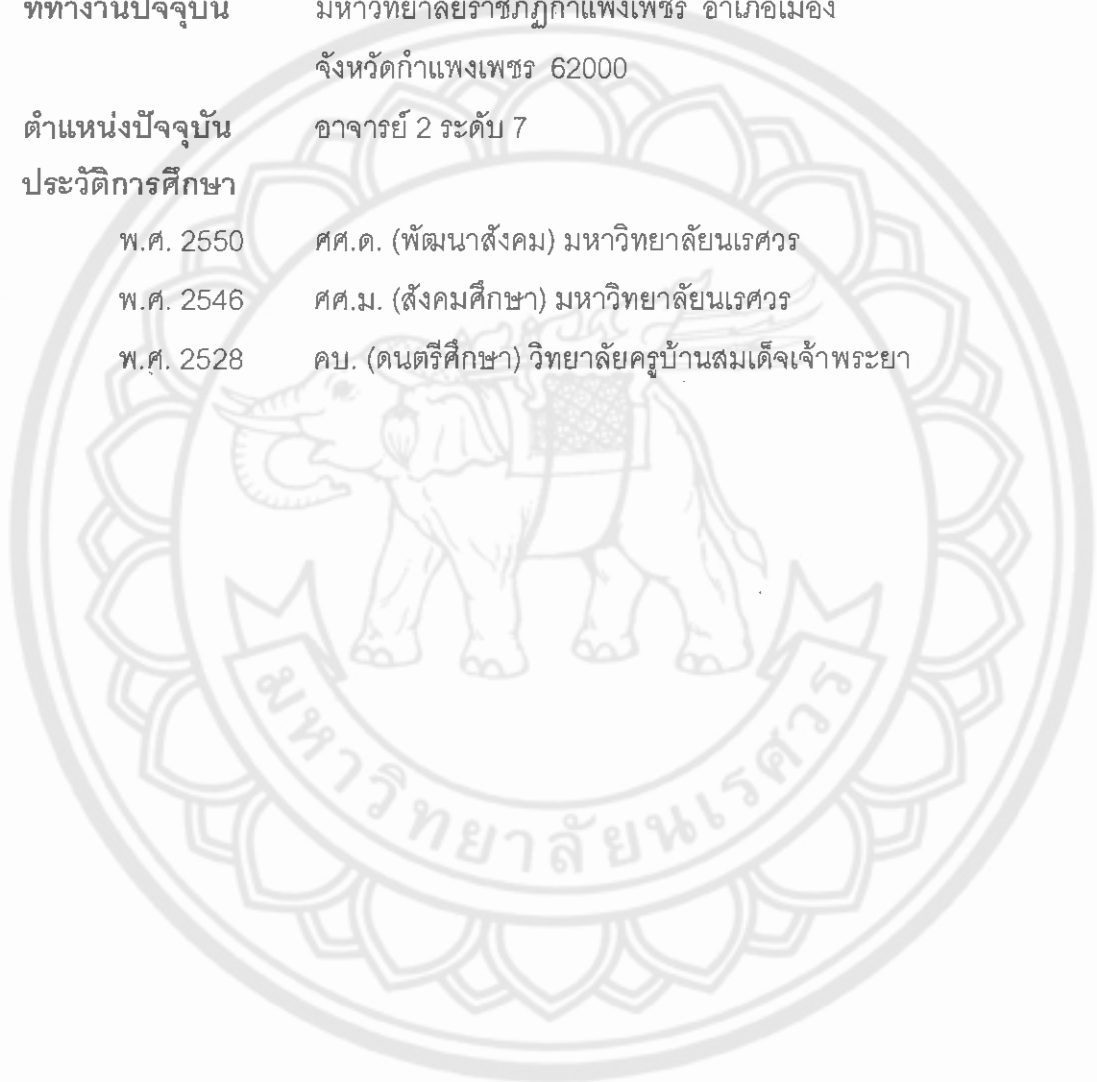 ที่ทำงานปัจจุบัน มหาวิทยาลัยราชภัฏกำแพงเพชร อำเภอเมือง
จังหวัดกำแพงเพชร 62000
ตำแหน่งปัจจุบัน อาจารย์ 2 ระดับ 7
ประวัติการศึกษา
พ.ศ. 2550 ศศ.ด. (พัฒนาสังคม) มหาวิทยาลัยนเรศวร
พ.ศ. 2546 ศศ.ม. (สังคมศึกษา) มหาวิทยาลัยนเรศวร
พ.ศ. 2528 คบ. (ดนตรีศึกษา) วิทยาลัยครูบ้านสมเด็จเจ้าพระยา
มหาวิทยาลัยนเรศวร